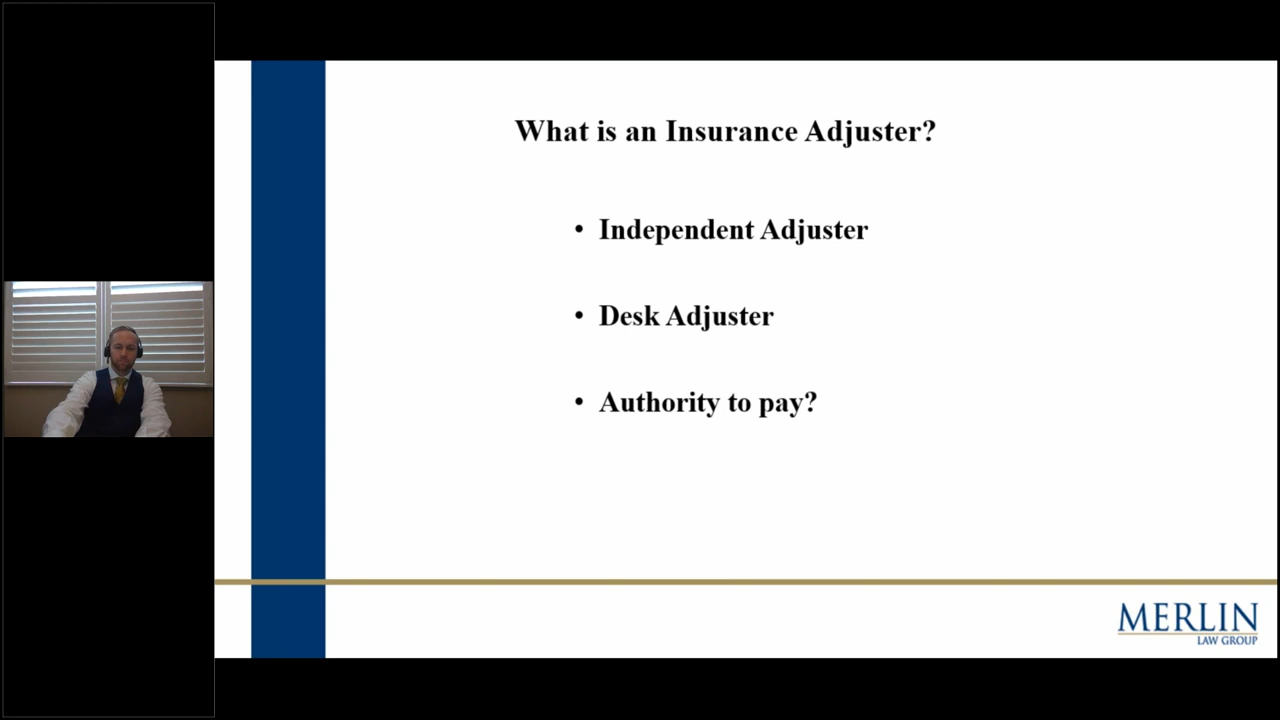 What is an Insurance Adjuster?
• Independent Adjuster
• Desk Adjuster
• Authority to pay?
MERLIN
LAW GROUP